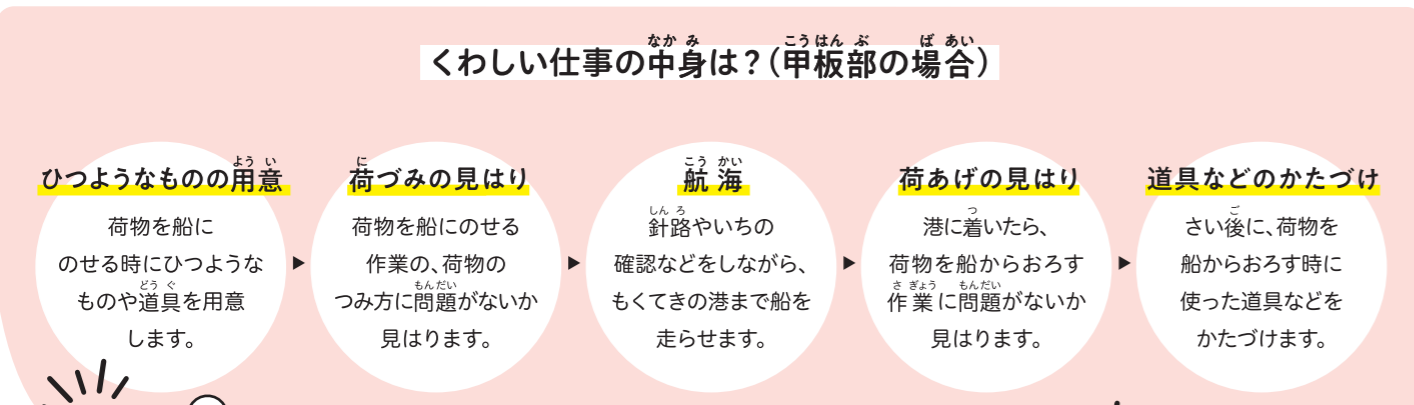 くわしい仕事の中身は？（甲板部の場合）
ひつようなものの用意
荷物を船に
のせる時にひつような
ものや道具を用意
します。
▶
荷づみの見はり
荷物を船にのせる
作業の、荷物の
つみ方に問題がないか
見はります。
▶
航海
針路やいちの
確認などをしながら、
もくてきの港まで船を
走らせます。
▶
荷あげの見はり
港に着いたら、
荷物を船からおろす
作業に問題がないか
見はります。
▶
道具などのかたづけ
さい後に、荷物を
船からおろす時に
使った道具などを
かたづけます。